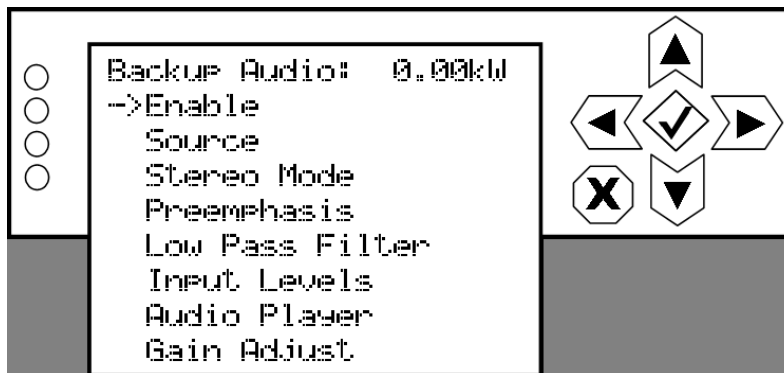 Backup Audio: 0.00kW
->Enable
Source
Stereo Mode
Preemphasis
Low Pass Filter
Input Levels
Audio Player
Gain Adjust
X